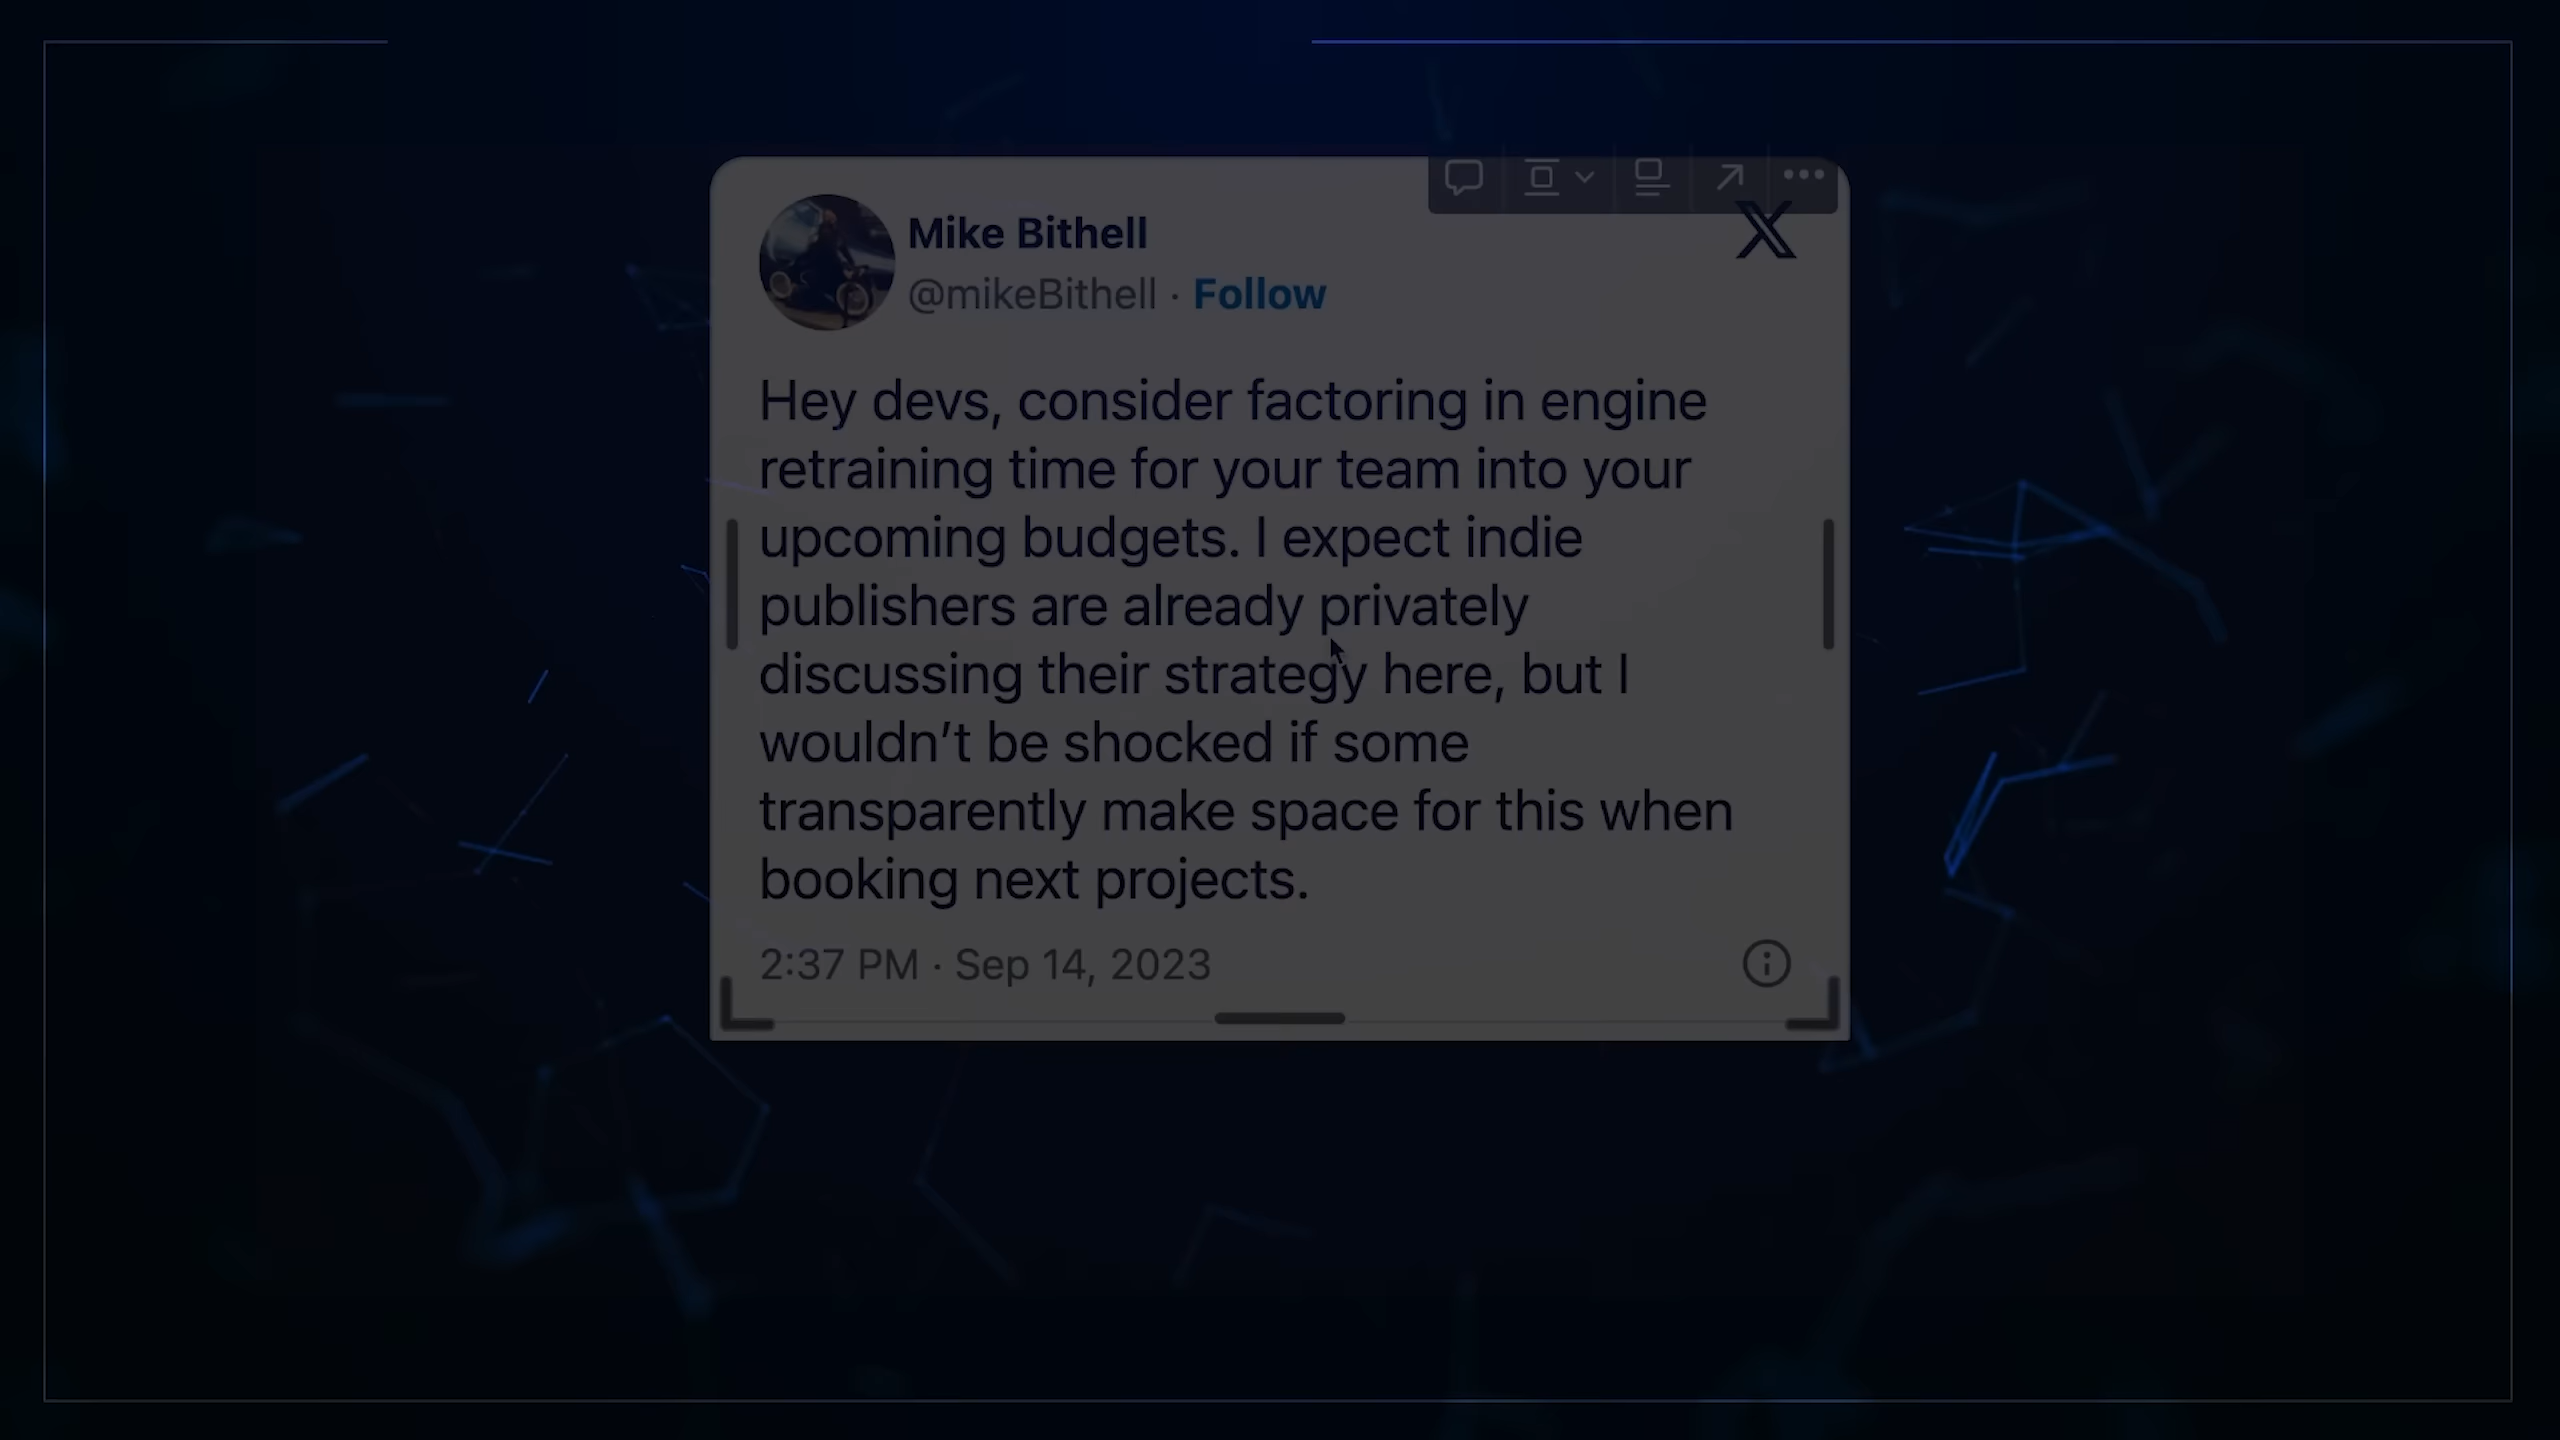 Mike Bithell
@mikeBithell · Follow
Hey devs, consider factoring in engine
retraining time for your team into your
upcoming budgets. I expect indie
publishers are already privately
discussing their strategy here, but I
wouldn’t be shocked if some
transparently make space for this when
booking next projects.
2:37 PM · Sep 14, 2023